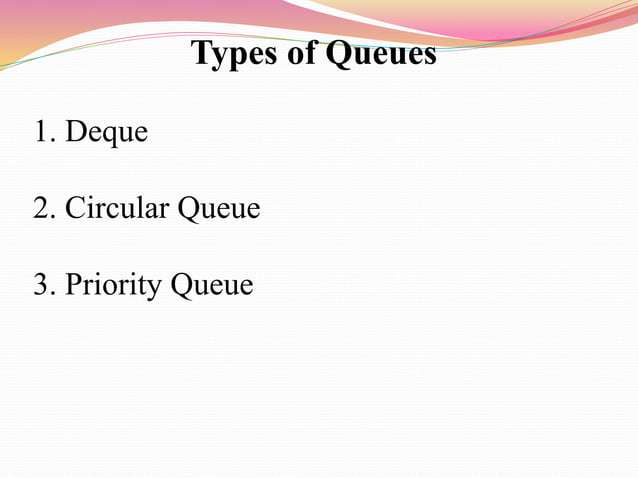 Types of Queues
1. Deque
2. Circular Queue
3. Priority Queue